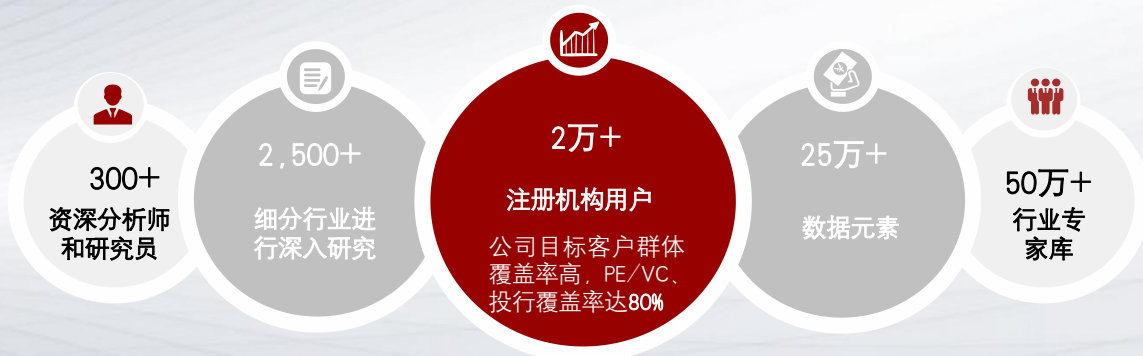 300+
资深分析师
和研究员
2,500+
细分行业进
行深入研究
2万+
注册机构用户
公司目标客户群体
覆盖率高，PE/VC、
投行覆盖率达80%
25万+
数据元素
50万+
行业专
家库